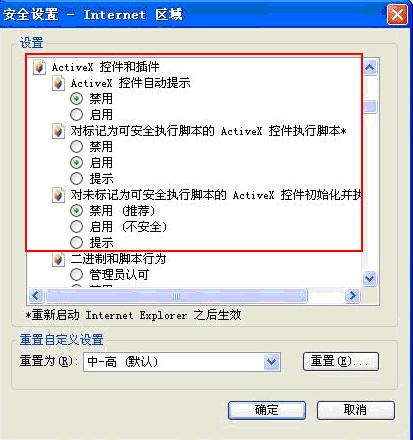 安全设置 - Internet 区域
设置
ActiveX 控件和插件
ActiveX 控件自动提示
禁用
启用
对标记为可安全执行脚本的 ActiveX 控件执行脚本*
禁用
启用
提示
对未标记为可安全执行脚本的 ActiveX 控件初始化并执
禁用 (推荐)
启用 (不安全)
提示
二进制和脚本行为
管理员认可
*重新启动 Internet Explorer 之后生效
重置自定义设置
重置为(R): 中-高 (默认) 重置(E)...
确定 取消